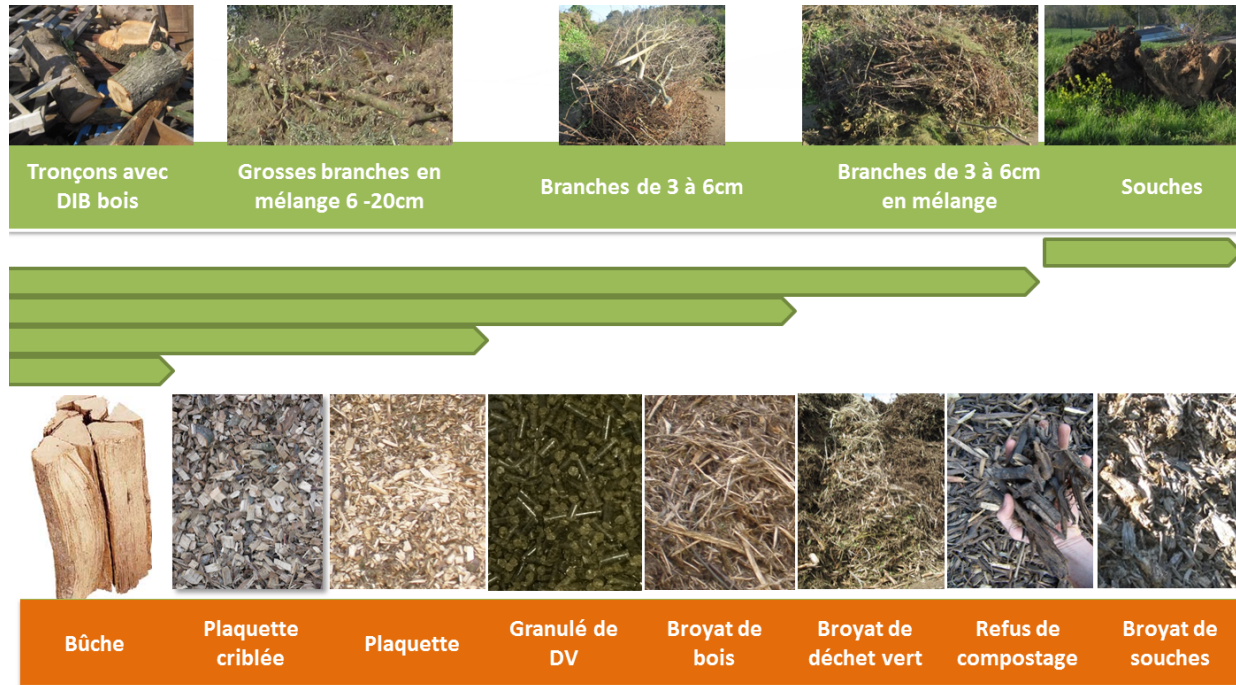 Tronçons avec
DIB bois
Grosses branches en
mélange 6 -20cm
Branches de 3 à 6cm
Branches de 3 à 6cm
en mélange
Souches
Bûche
Plaquette
criblée
Plaquette
Granulé de
DV
Broyat de
bois
Broyat de
déchet vert
Refus de
compostage
Broyat de
souches